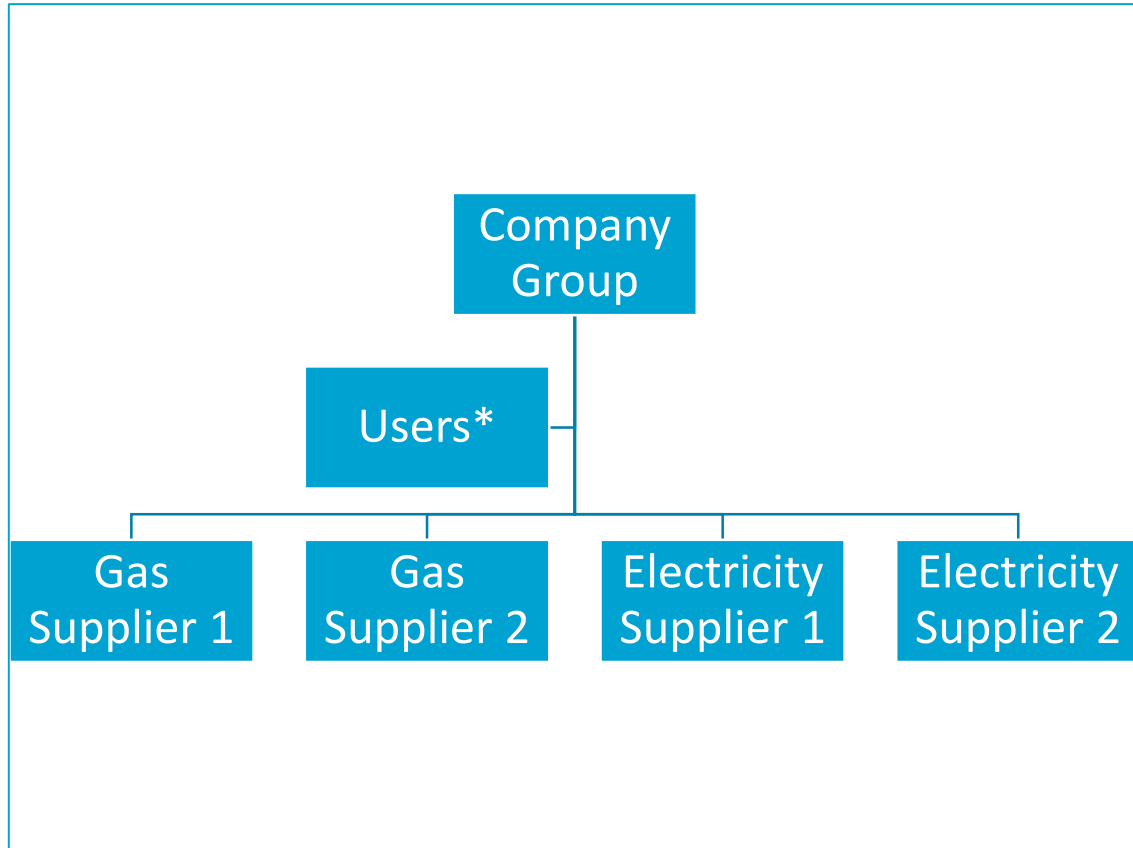 Company
Group
Users*
Gas
Supplier 1
Gas
Supplier 2
Electricity
Supplier 1
Electricity
Supplier 2